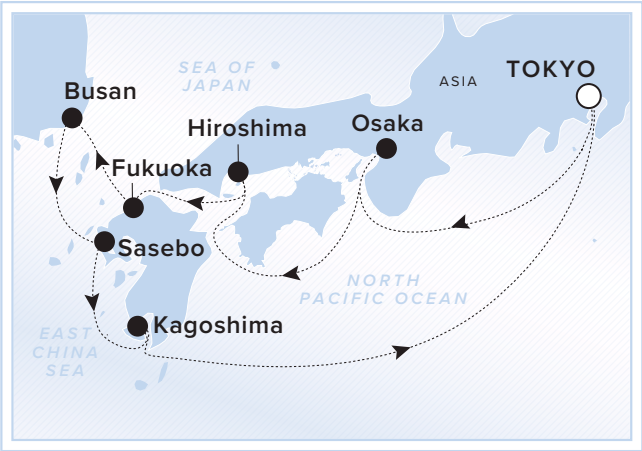 SEA OF
JAPAN
TOKYO
ASIA
Busan
Hiroshima
Osaka
Fukuoka
Sasebo
NORTH
PACIFIC OCEAN
Kagoshima
EAST
CHINA
SEA